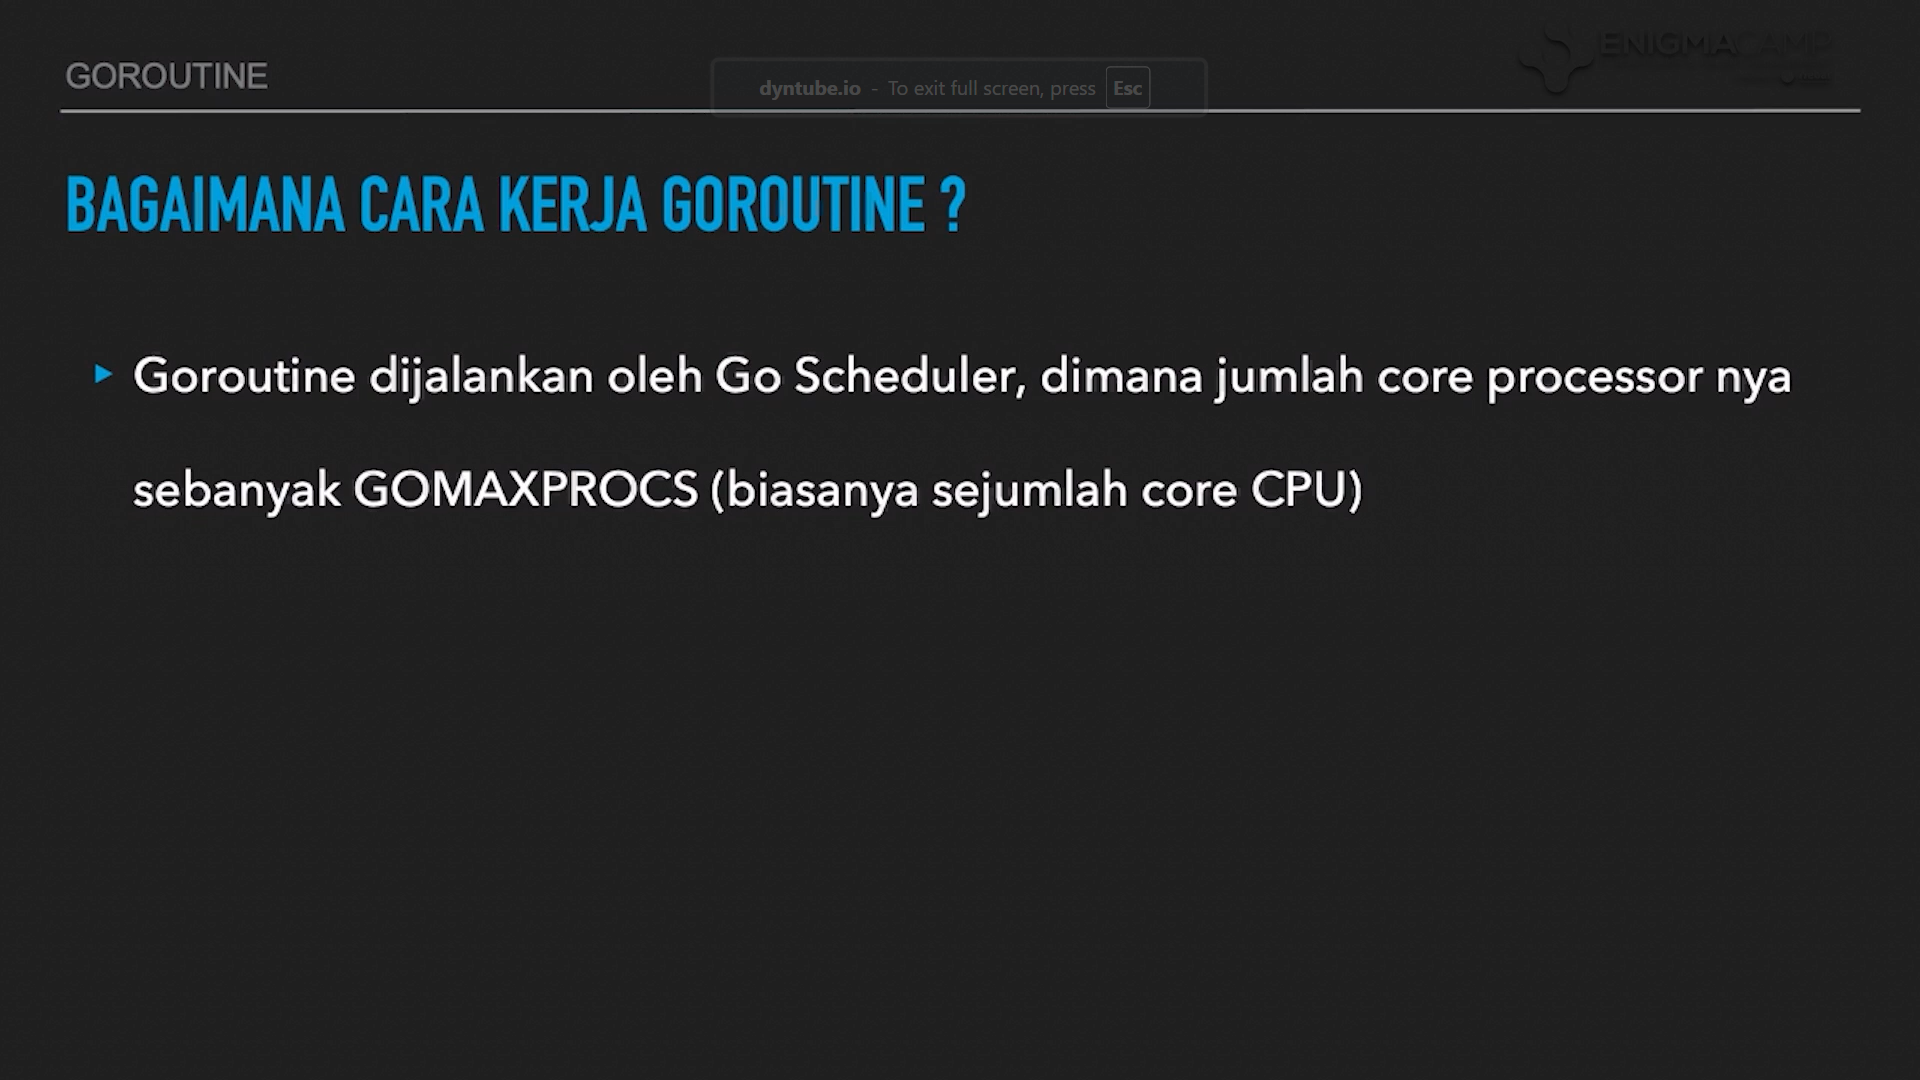 GOROUTINE
ENIGMACAMP
dyntube.io - To exit full screen, press Esc
BAGAIMANA CARA KERJA GOROUTINE ?
Goroutine dijalankan oleh Go Scheduler, dimana jumlah core processor nya
sebanyak GOMAXPROCS (biasanya sejumlah core CPU)